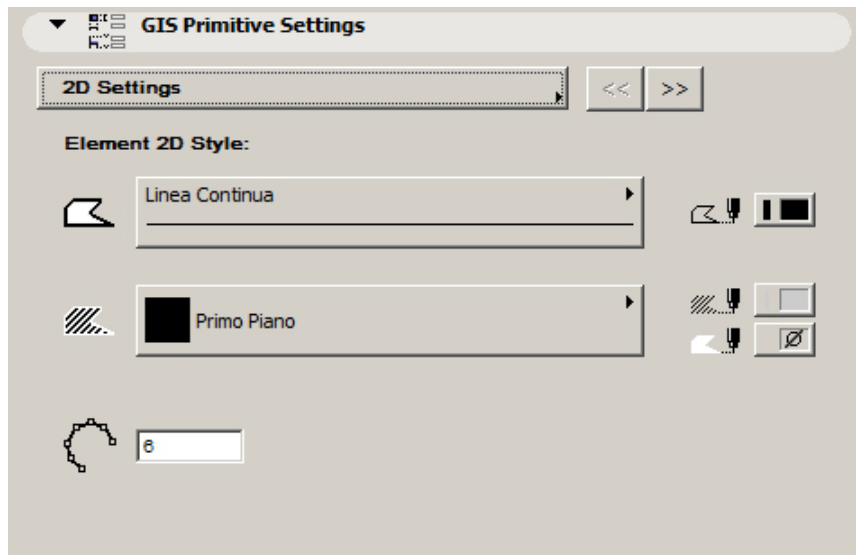 GIS Primitive Settings
2D Settings
<<
>>
Element 2D Style:
Linea Continua
Primo Piano
6